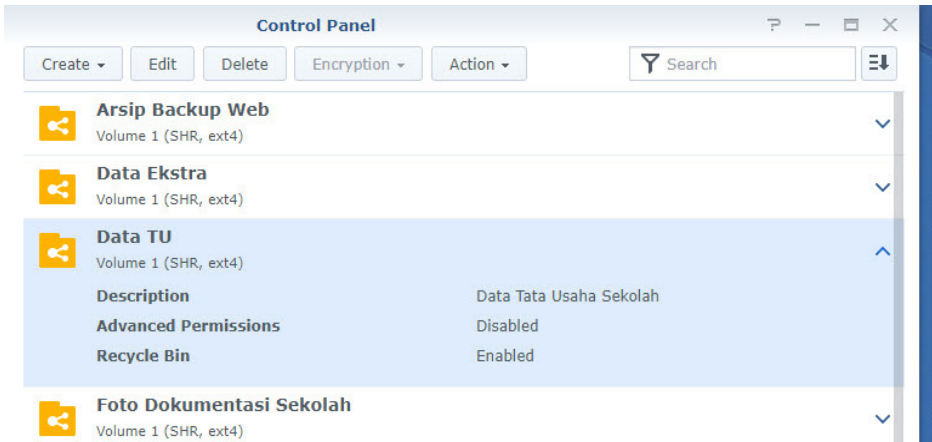 Control Panel
Create Edit Delete Encryption Action Search
Arsip Backup Web
Volume 1 (SHR, ext4)
Data Ekstra
Volume 1 (SHR, ext4)
Data TU
Volume 1 (SHR, ext4)
Description Data Tata Usaha Sekolah
Advanced Permissions Disabled
Recycle Bin Enabled
Foto Dokumentasi Sekolah
Volume 1 (SHR, ext4)